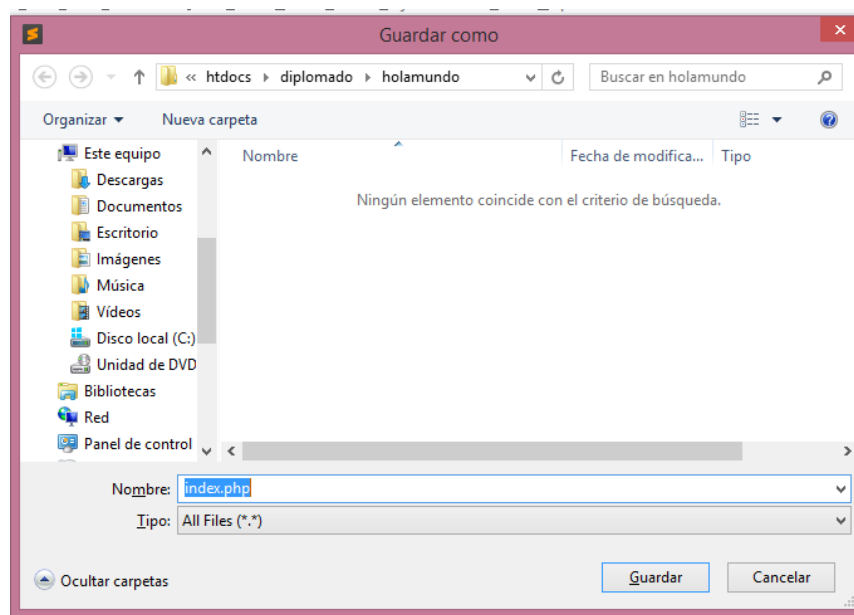 Guardar como
« htdocs ▸ diplomado ▸ holamundo
Buscar en holamundo
Organizar
Nueva carpeta
Este equipo
Descargas
Documentos
Escritorio
Imágenes
Música
Vídeos
Disco local (C:)
Unidad de DVD
Bibliotecas
Red
Panel de control
Nombre
Fecha de modifica...
Tipo
Ningún elemento coincide con el criterio de búsqueda.
Nombre: index.php
Tipo: All Files (*.*)
Ocultar carpetas
Guardar
Cancelar